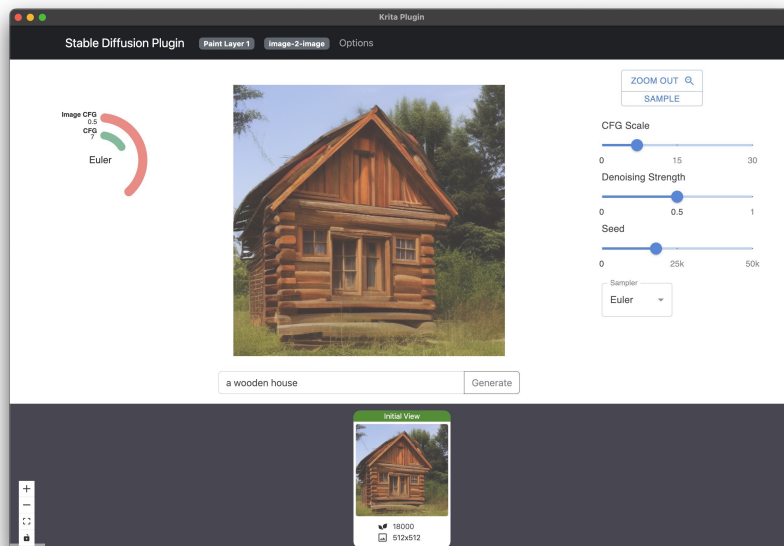 Krita Plugin
Stable Diffusion Plugin Paint Layer 1 image-2-image Options
Image CFG
0.5
CFG
7
Euler
ZOOM OUT
SAMPLE
CFG Scale
0 15 30
Denoising Strength
0 0.5 1
Seed
0 25k 50k
Sampler
Euler
a wooden house Generate
Initial View
18000
512x512